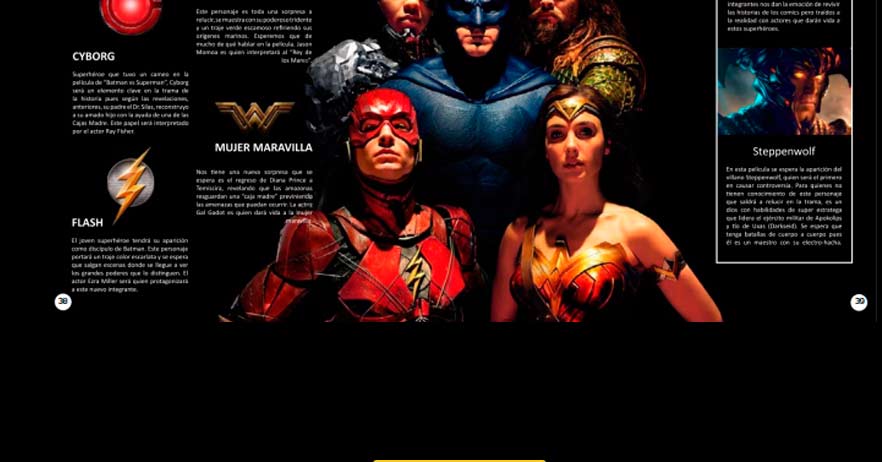 CYBORG
Superhéroe que tuvo un cameo en la
película de "Batman vs Superman", Cyborg
será un elemento clave en la trama de
la historia pues según las revelaciones,
anteriores, su padre el Dr. Silas, reconstruyo
a su amado hijo con la ayuda de una de las
Cajas Madre. Este papel será interpretado
por el actor Ray Fisher.
FLASH
El joven superhéroe tendrá su aparición
como discípulo de Batman. Este personaje
portará un traje color escarlata y se espera
que salgan escenas donde se llegue a ver
los grandes poderes que lo distinguen. El
actor Ezra Miller será quien protagonizará
a este nuevo integrante.
38
Este personaje es toda una sorpresa a
relucir, se muestra con su poderoso tridente
y un traje verde escamoso refiriendo sus
orígenes marinos. Esperemos que de
mucho de qué hablar en la película. Jason
Momoa es quien interpretará al "Rey de
los Mares".
MUJER MARAVILLA
Nos tiene una nueva sorpresa que se
espera es el regreso de Diana Prince a
Temiscira, revelando que las amazonas
resguardan una "caja madre" previniendo
las amenazas que puedan ocurrir. La actriz
Gal Gadot es quien dará vida a la mujer
maravilla.
integrantes nos dan la emoción de revivir
las historias de los comics pero traídos a
la realidad con actores que darán vida a
estos superhéroes.
Steppenwolf
En esta película se espera la aparición del
villano Steppenwolf, quien será el primero
en causar controversia. Para quienes no
tienen conocimiento de este personaje
que saldrá a relucir en la trama, es un
dios con habilidades de super estratega
que lidera el ejército militar de Apokolips
y tío de Uxas (Darkseid). Se espera que
tenga batallas de cuerpo a cuerpo pues
él es un maestro con su electro-hacha.
39